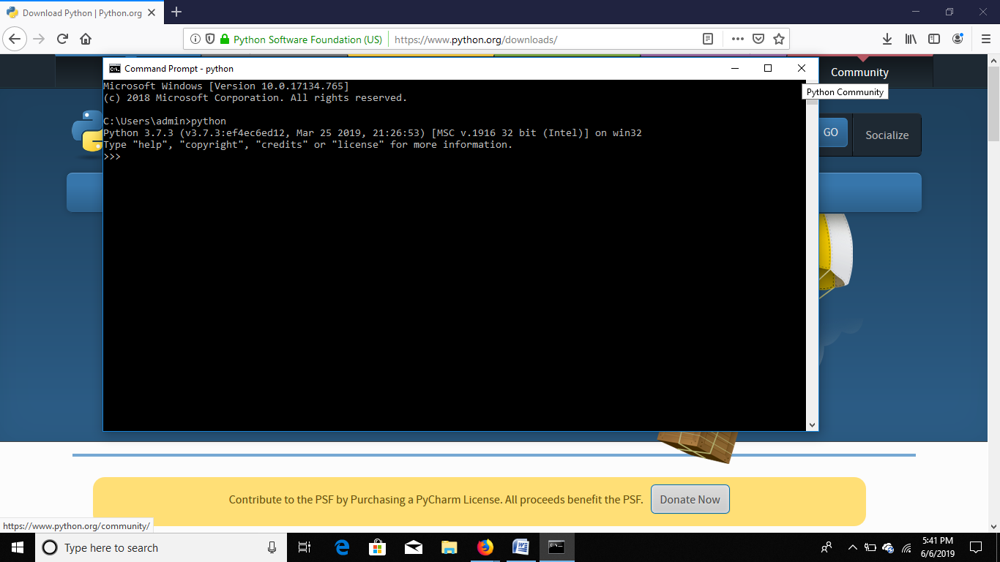 Download Python | Python.org
Python Software Foundation (US)
https://www.python.org/downloads/
Command Prompt - python
Community
Python Community
Microsoft Windows [Version 10.0.17134.765]
(c) 2018 Microsoft Corporation. All rights reserved.
C:\Users\admin>python
Python 3.7.3 (v3.7.3:ef4ec6ed12, Mar 25 2019, 21:26:53) [MSC v.1916 32 bit (Intel)] on win32
Type "help", "copyright", "credits" or "license" for more information.
>>>
GO
Socialize
Contribute to the PSF by Purchasing a PyCharm License. All proceeds benefit the PSF.
Donate Now
https://www.python.org/community/
Type here to search
5:41 PM
6/6/2019